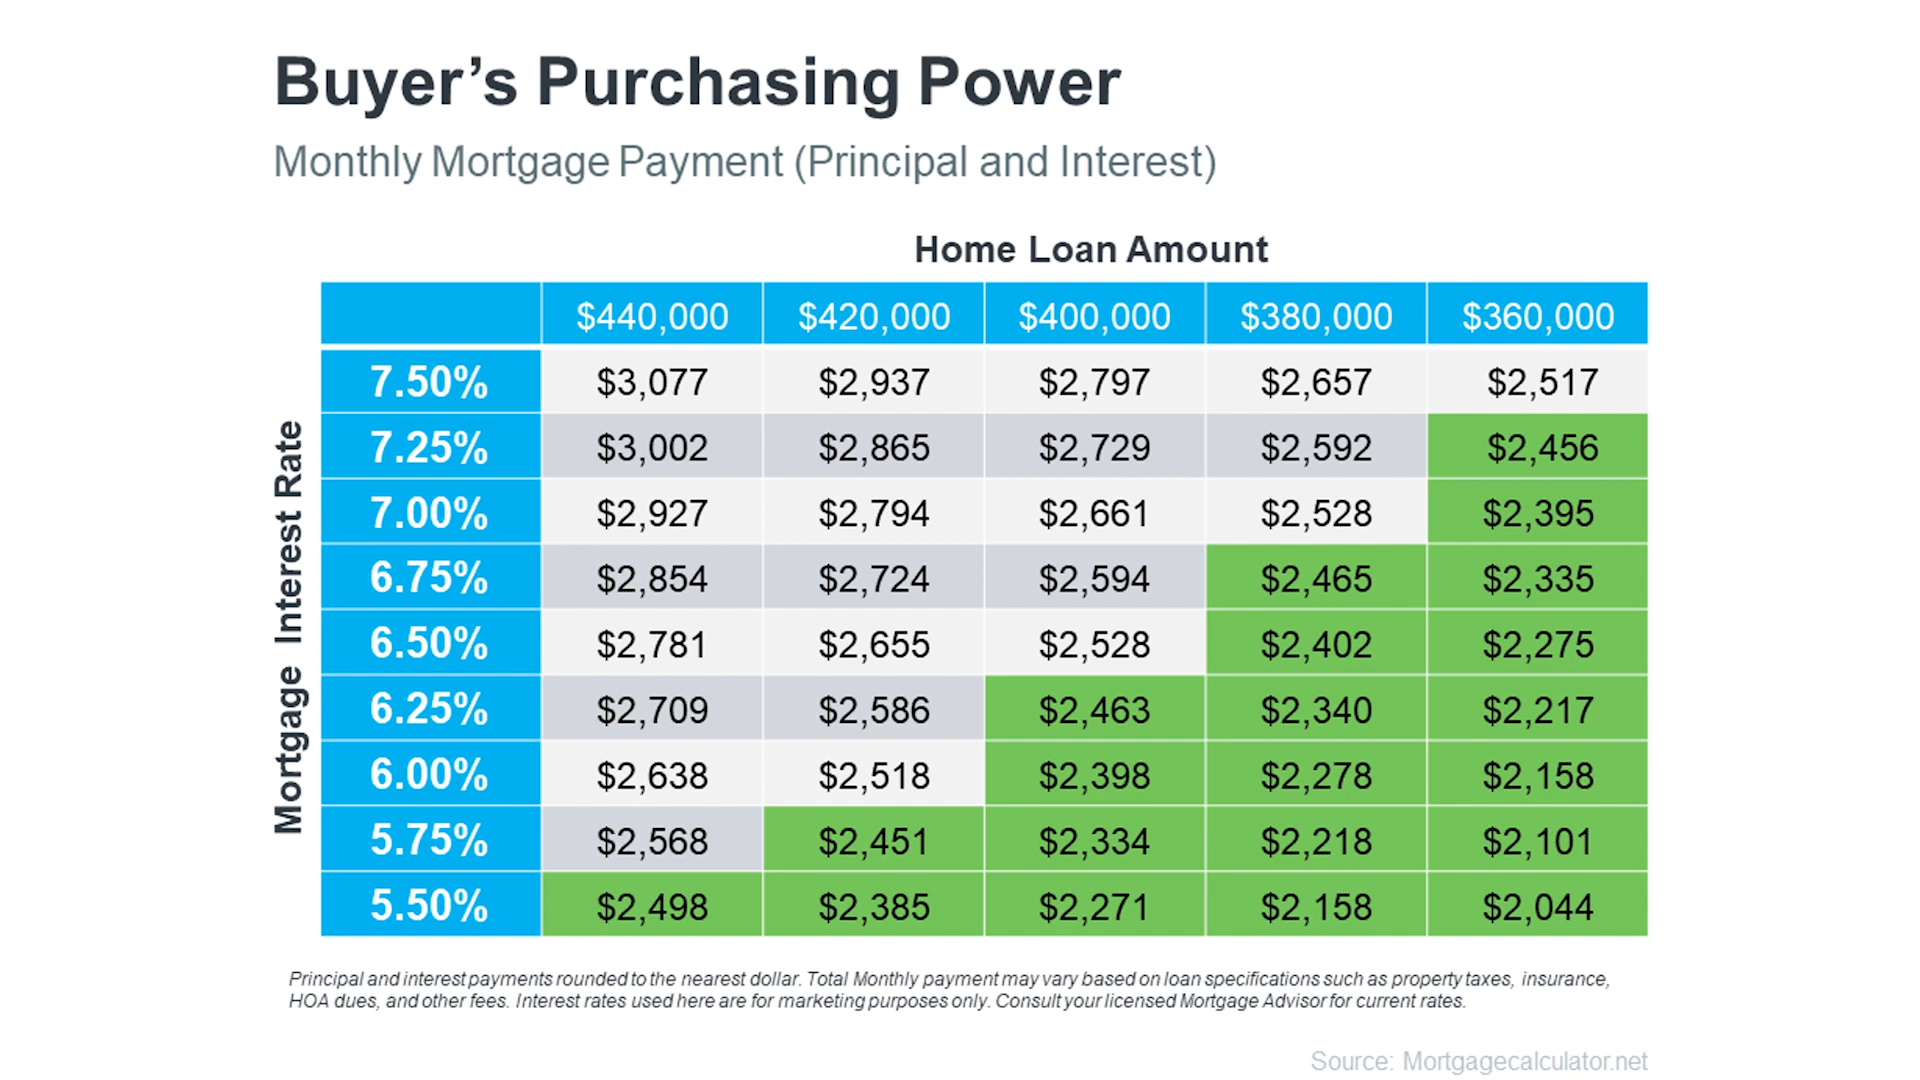 Buyer’s Purchasing Power
Monthly Mortgage Payment (Principal and Interest)
Home Loan Amount
Mortgage Interest Rate
$440,000 $420,000 $400,000 $380,000 $360,000
7.50% $3,077 $2,937 $2,797 $2,657 $2,517
7.25% $3,002 $2,865 $2,729 $2,592 $2,456
7.00% $2,927 $2,794 $2,661 $2,528 $2,395
6.75% $2,854 $2,724 $2,594 $2,465 $2,335
6.50% $2,781 $2,655 $2,528 $2,402 $2,275
6.25% $2,709 $2,586 $2,463 $2,340 $2,217
6.00% $2,638 $2,518 $2,398 $2,278 $2,158
5.75% $2,568 $2,451 $2,334 $2,218 $2,101
5.50% $2,498 $2,385 $2,271 $2,158 $2,044
Principal and interest payments rounded to the nearest dollar. Total Monthly payment may vary based on loan specifications such as property taxes, insurance,
HOA dues, and other fees. Interest rates used here are for marketing purposes only. Consult your licensed Mortgage Advisor for current rates.
Source: Mortgagecalculator.net